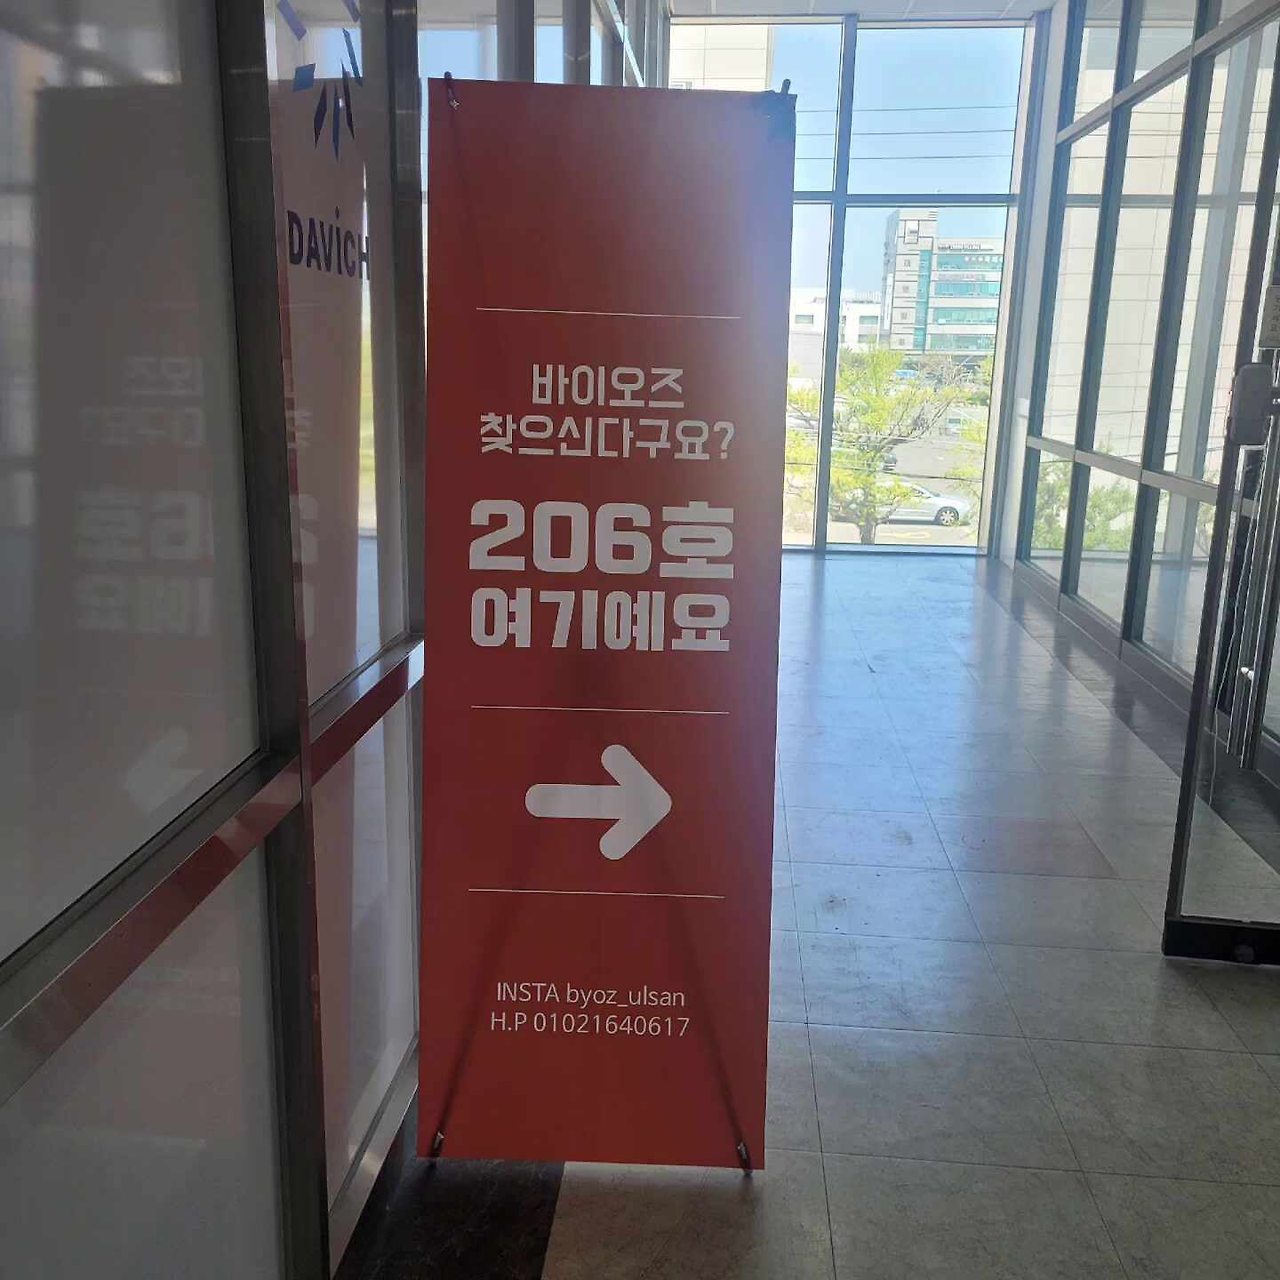 DAVICH
바이오즈
찾으신다구요?
206호
여기예요
INSTA byoz_ulsan
H.P 01021640617